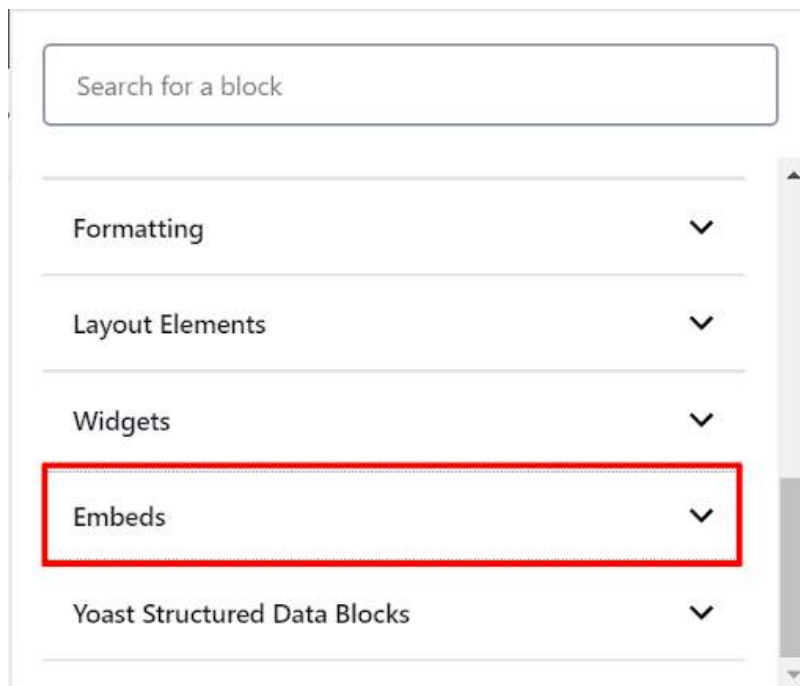 Search for a block
Formatting
Layout Elements
Widgets
Embeds
Yoast Structured Data Blocks